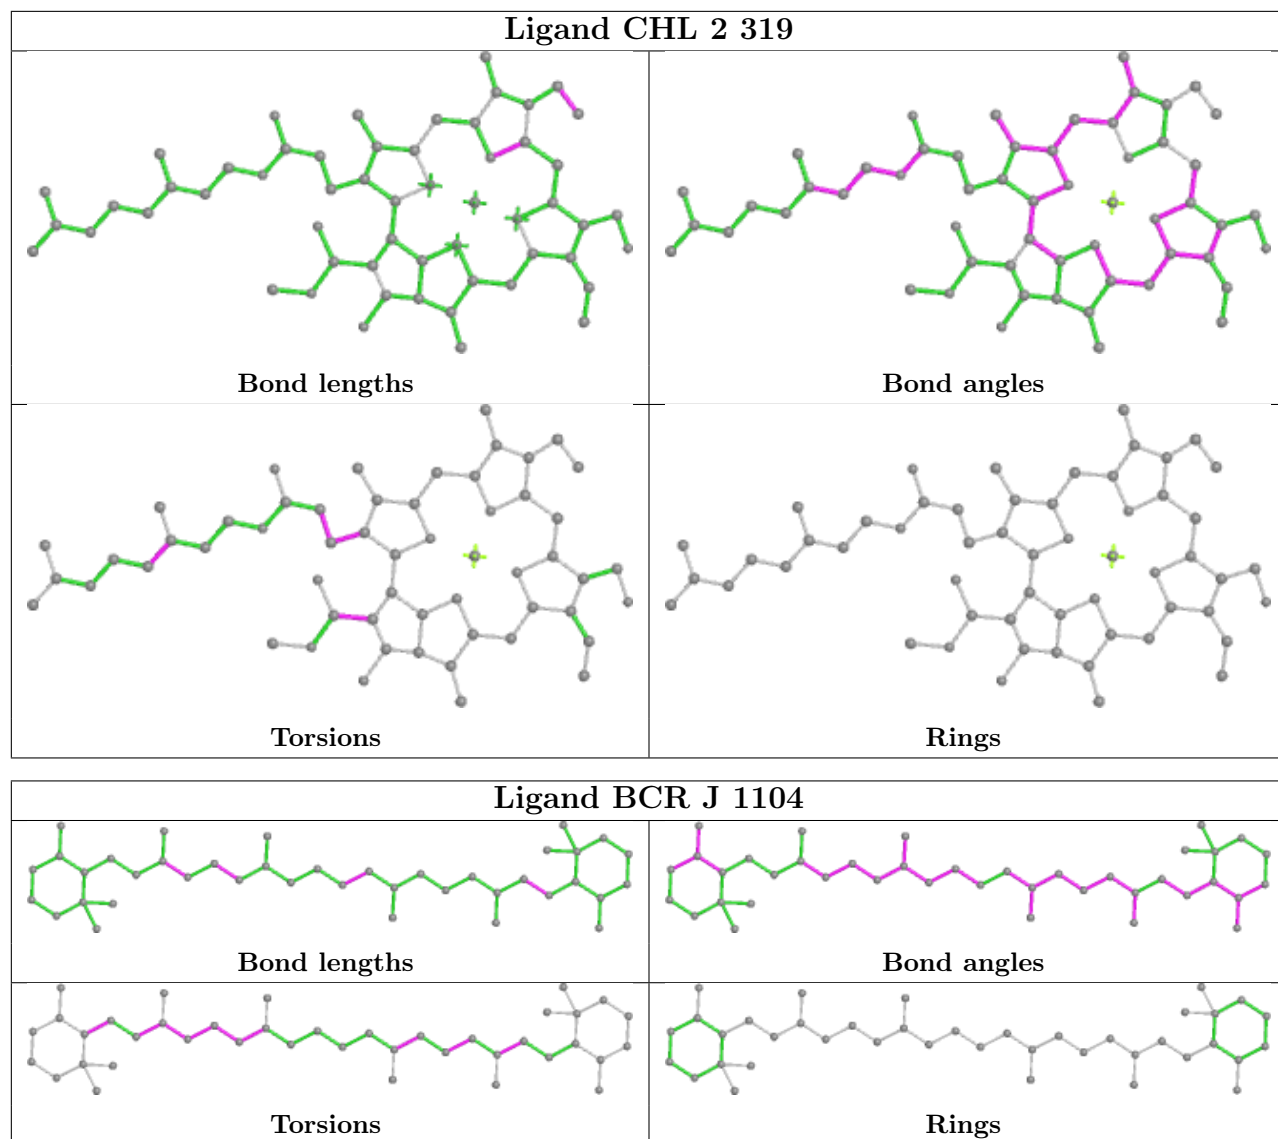 Ligand CHL 2 319
Bond lengths
Bond angles
Torsions
Rings
Ligand BCR J 1104
Bond lengths
Bond angles
Torsions
Rings